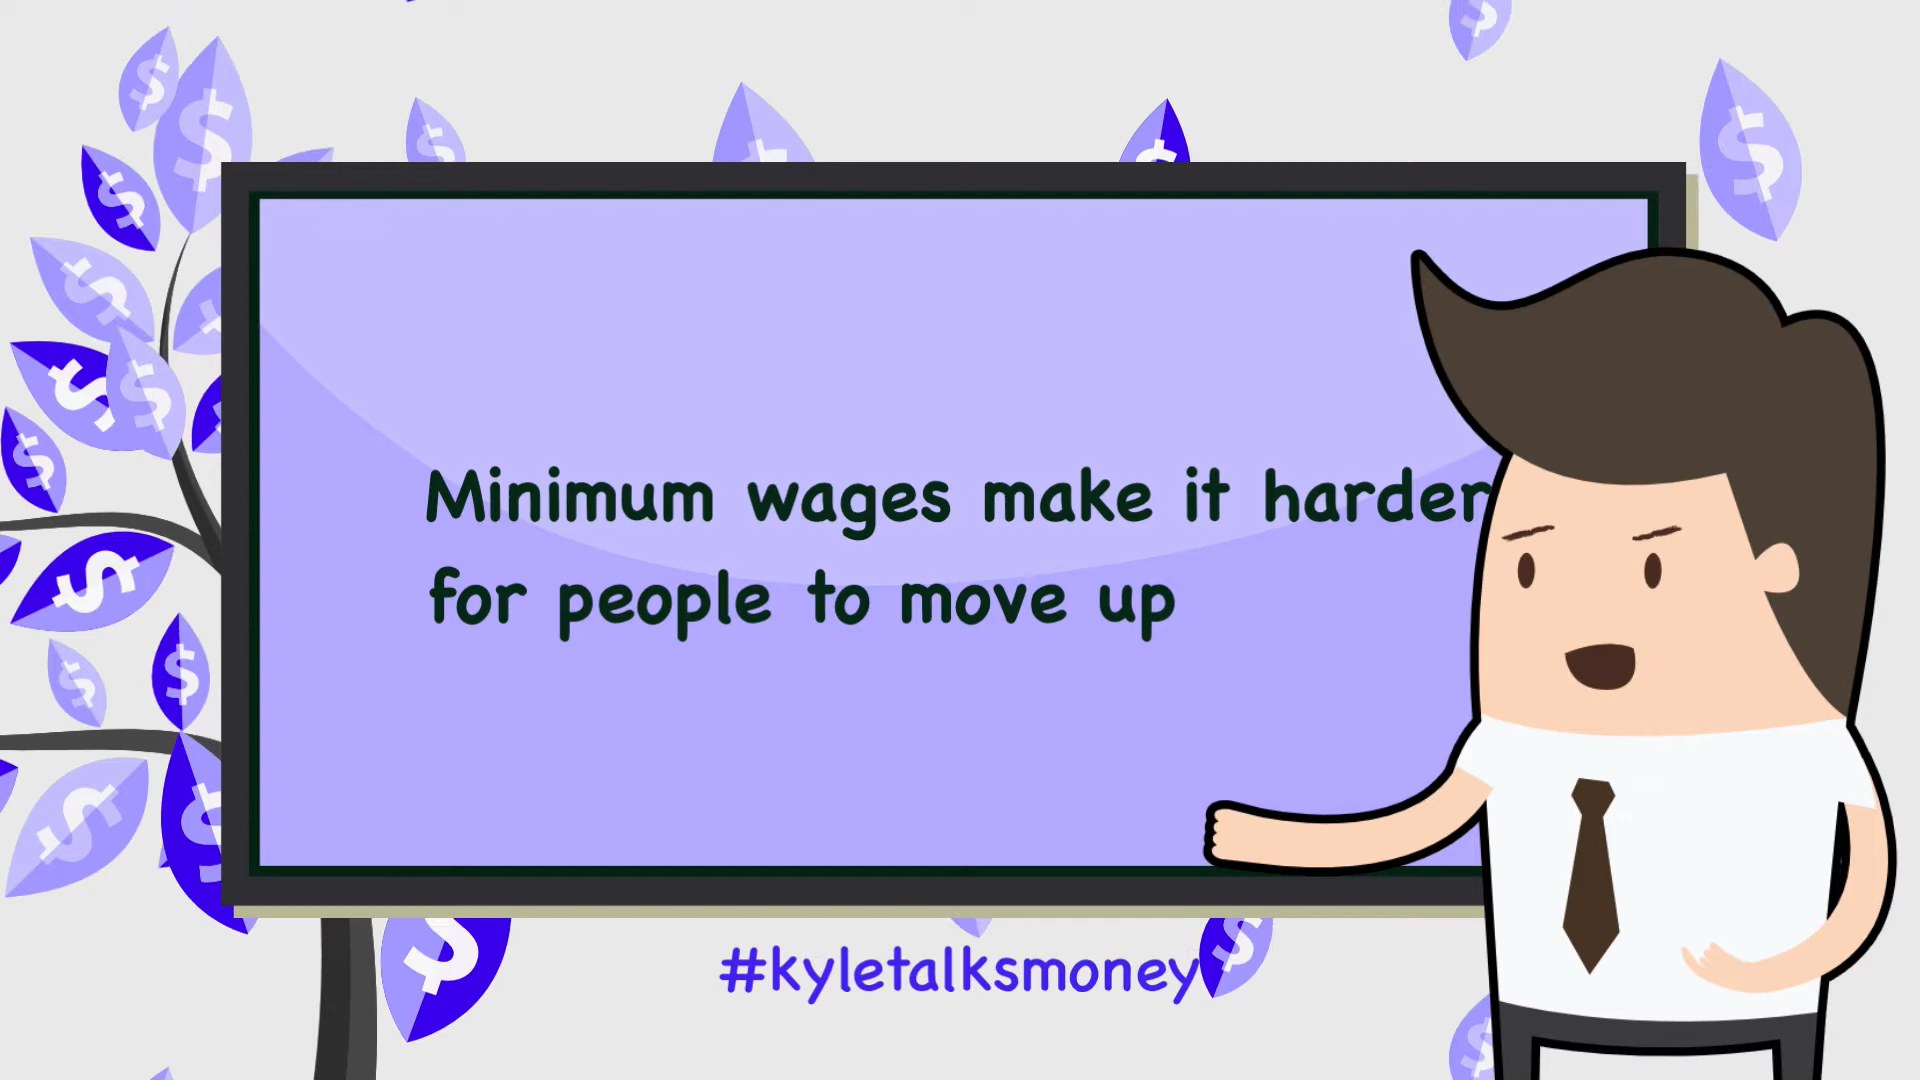 Minimum wages make it harder
for people to move up
#kyletalksmoney